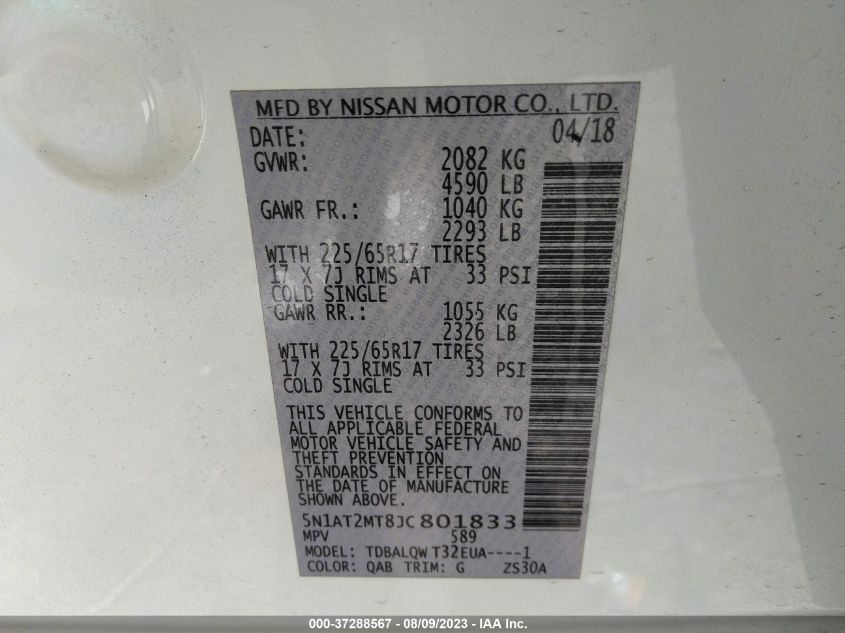 MFD BY NISSAN MOTOR CO., LTD.
DATE: 04/18
GVWR: 2082 KG
4590 LB
GAWR FR.: 1040 KG
2293 LB
WITH 225/65R17 TIRES
17 X 7J RIMS AT 33 PSI
COLD SINGLE
GAWR RR.: 1055 KG
2326 LB
WITH 225/65R17 TIRES
17 X 7J RIMS AT 33 PSI
COLD SINGLE
THIS VEHICLE CONFORMS TO
ALL APPLICABLE FEDERAL
MOTOR VEHICLE SAFETY AND
THEFT PREVENTION
STANDARDS IN EFFECT ON
THE DATE OF MANUFACTURE
SHOWN ABOVE.
5N1AT2MT8JC801833
MPV 589
MODEL: TDBALQW T32EUA----1
COLOR: QAB TRIM: G ZS30A
000-37288567 - 08/09/2023 - IAA Inc.